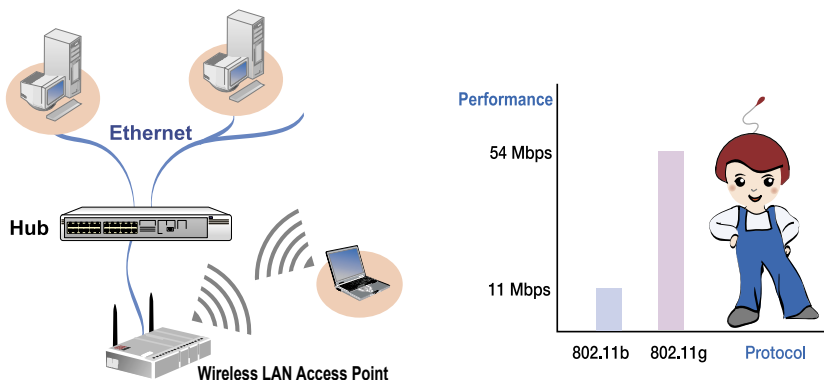 Ethernet
Hub
Wireless LAN Access Point
Performance
54 Mbps
11 Mbps
802.11b 802.11g Protocol